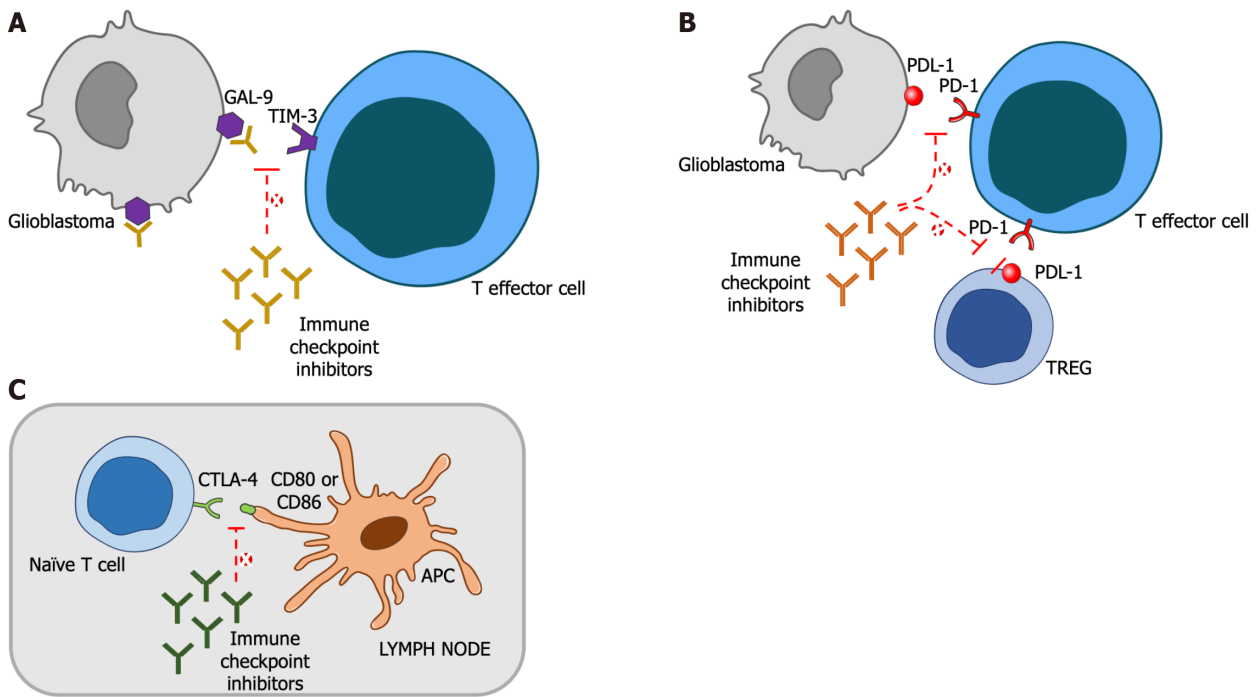 A
GAL-9
TIM-3
Glioblastoma
T effector cell
Immune
checkpoint
inhibitors
B
PDL-1
PD-1
Glioblastoma
T effector cell
PD-1
Immune
checkpoint
inhibitors
PDL-1
TREG
C
CTLA-4
CD80 or
CD86
Naïve T cell
APC
Immune
checkpoint
inhibitors
LYMPH NODE